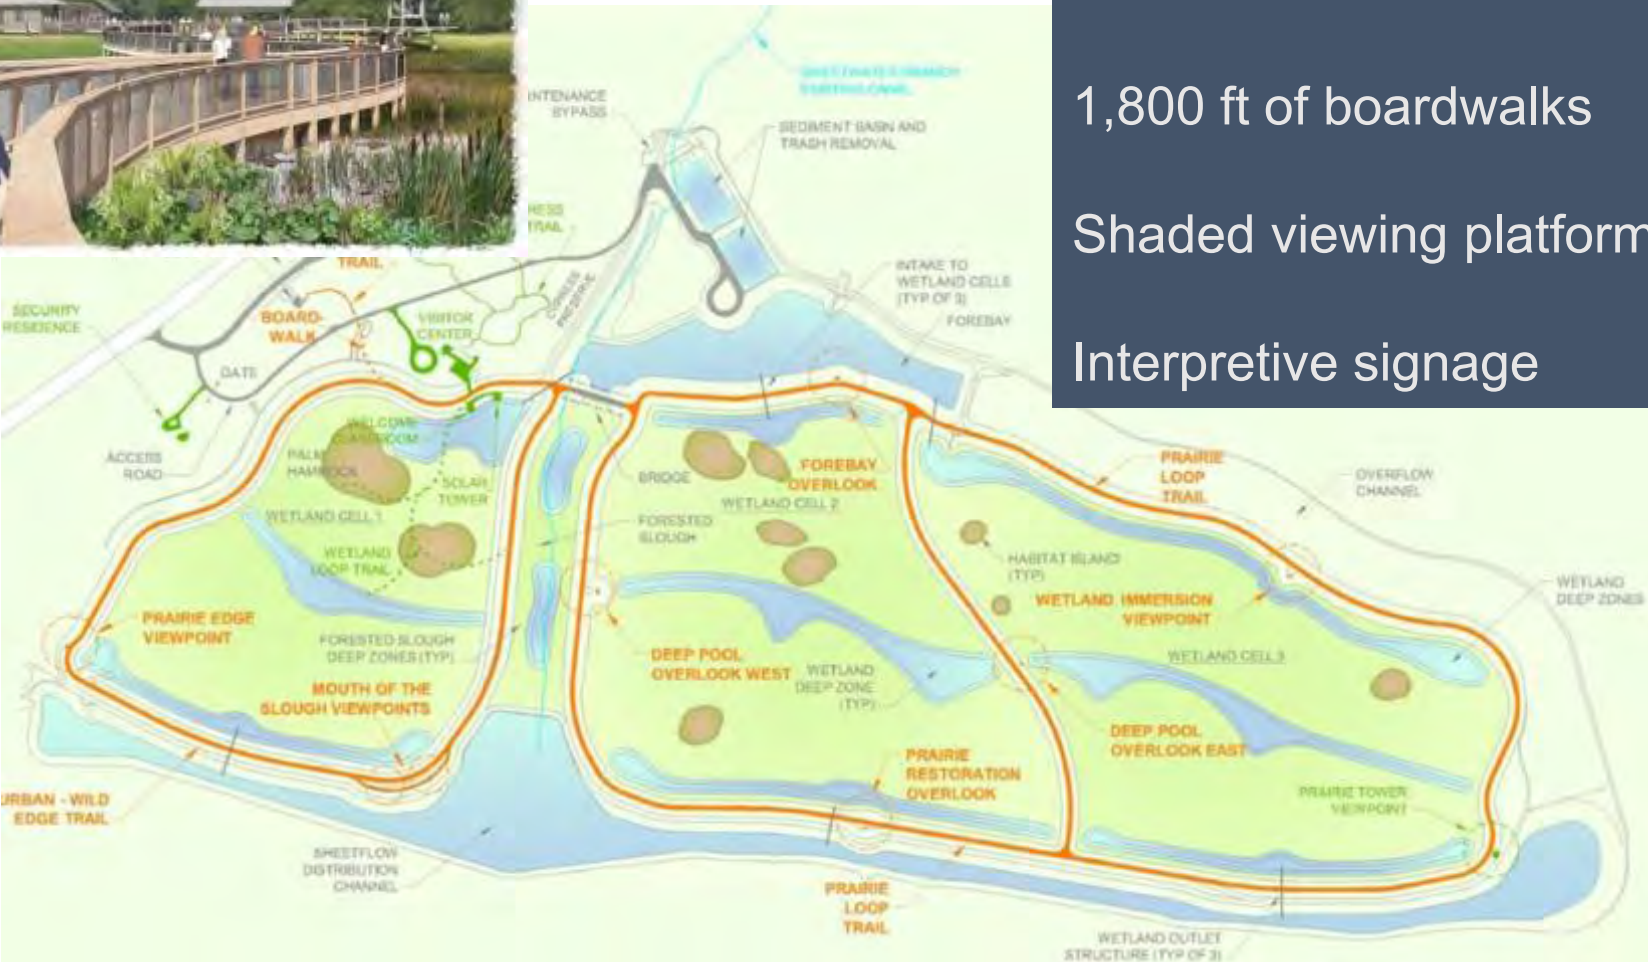 1,800 ft of boardwalks
Shaded viewing platform
Interpretive signage
INTENANCE
BYPASS
SEDIMENT BASIN AND
TRASH REMOVAL
TRAIL
INTAKE TO
WETLAND CELLS
(TYP OF 3)
FOREBAY
CYPRESS
PRESERVE
SECURITY
RESIDENCE
BOARD-
WALK
VISITOR
CENTER
GATE
ACCESS
ROAD
WELCOME
CLASSROOM
PALM
HAMMOCK
SOLAR
TOWER
WETLAND CELL 1
WETLAND
LOOP TRAIL
BRIDGE
FORESTED
SLOUGH
FOREBAY
OVERLOOK
WETLAND CELL 2
PRAIRIE
LOOP
TRAIL
OVERFLOW
CHANNEL
HABITAT ISLAND
(TYP)
WETLAND IMMERSION
VIEWPOINT
WETLAND
DEEP ZONES
PRAIRIE EDGE
VIEWPOINT
FORESTED SLOUGH
DEEP ZONES (TYP)
MOUTH OF THE
SLOUGH VIEWPOINTS
DEEP POOL
OVERLOOK WEST
WETLAND
DEEP ZONE
(TYP)
WETLAND CELL 3
DEEP POOL
OVERLOOK EAST
PRAIRIE
RESTORATION
OVERLOOK
PRAIRIE TOWER
VIEWPOINT
URBAN - WILD
EDGE TRAIL
SHEETFLOW
DISTRIBUTION
CHANNEL
PRAIRIE
LOOP
TRAIL
WETLAND OUTLET
STRUCTURE (TYP OF 3)